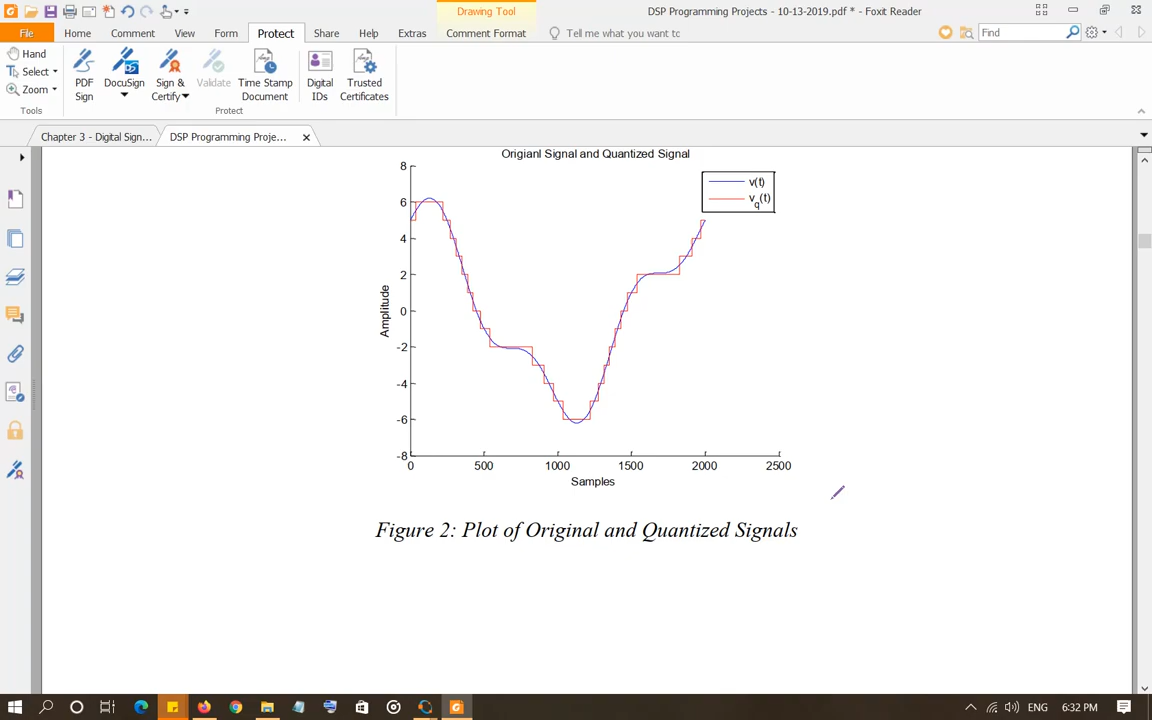 Drawing Tool
DSP Programming Projects - 10-13-2019.pdf * - Foxit Reader
File
Home
Comment
View
Form
Protect
Share
Help
Extras
Comment Format
Tell me what you want tc
Find
Hand
Select
Zoom
Tools
PDF Sign
DocuSign
Sign & Certify
Validate
Time Stamp Document
Digital IDs
Trusted Certificates
Protect
Chapter 3 - Digital Sign...
DSP Programming Proje...
Origianl Signal and Quantized Signal
v(t)
vq(t)
8
6
4
2
0
-2
-4
-6
-8
Amplitude
0 500 1000 1500 2000 2500
Samples
Figure 2: Plot of Original and Quantized Signals
ENG
6:32 PM